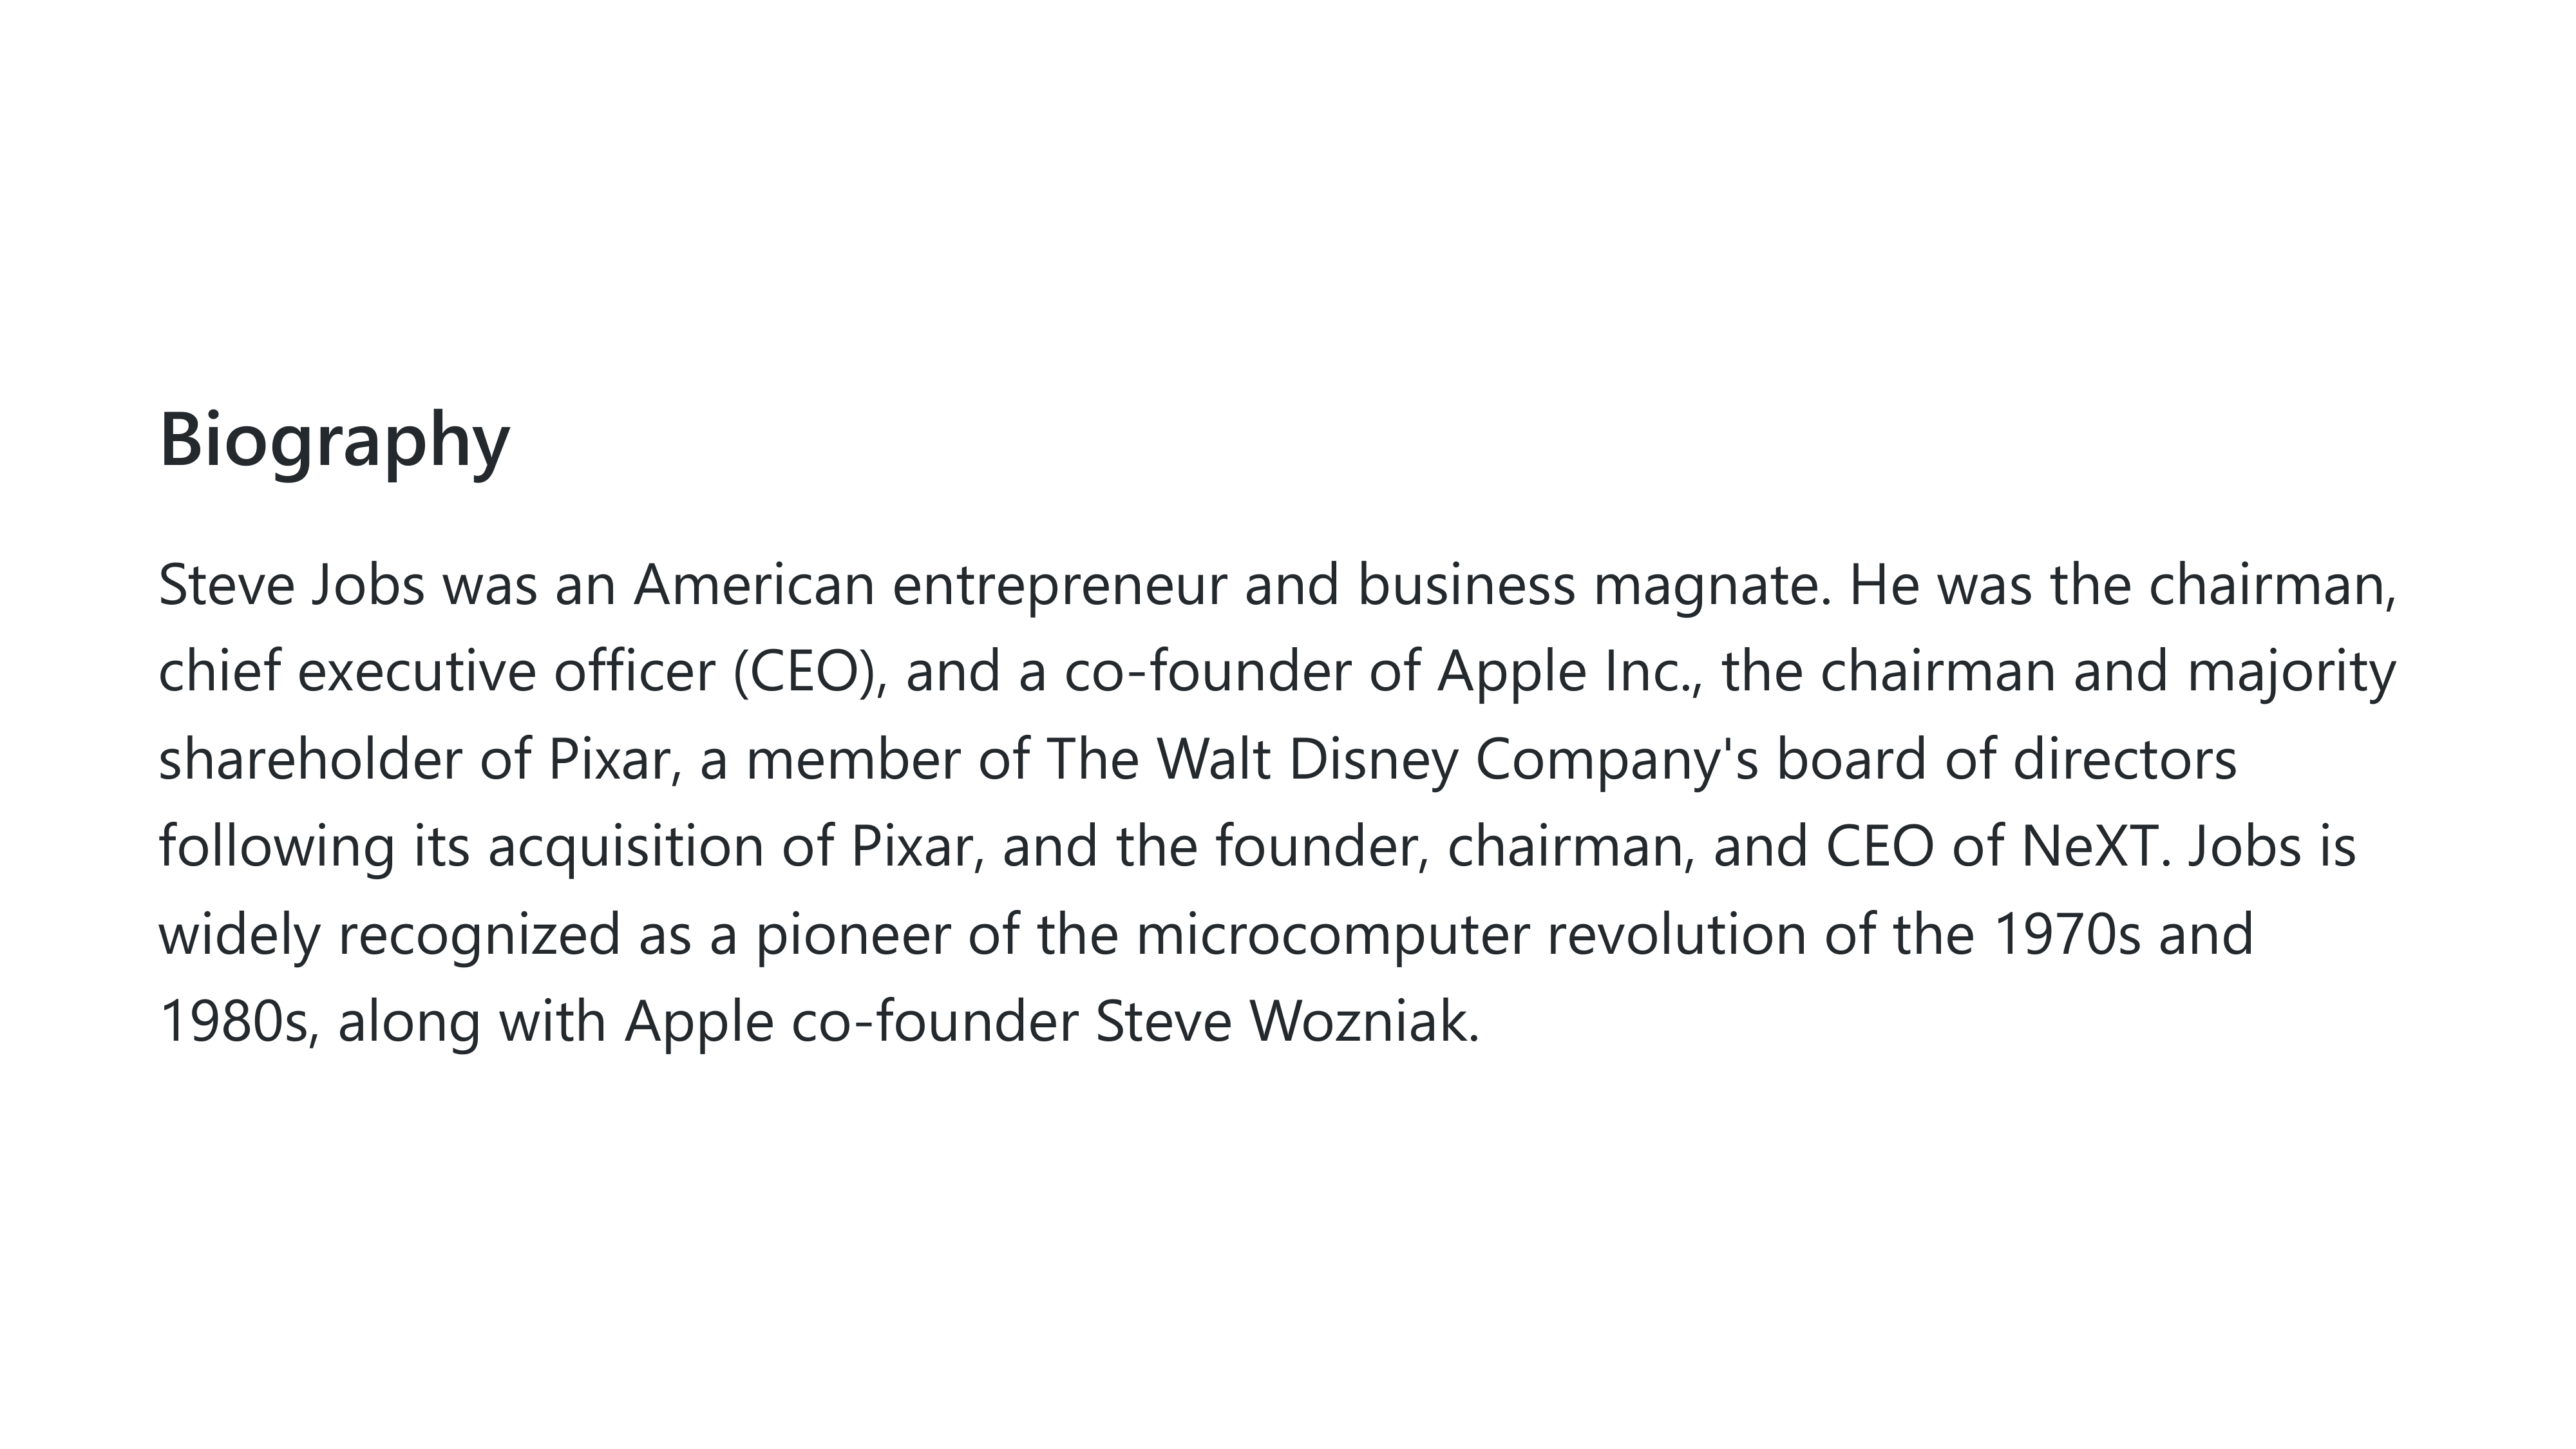 Biography
Steve Jobs was an American entrepreneur and business magnate. He was the chairman,
chief executive officer (CEO), and a co-founder of Apple Inc., the chairman and majority
shareholder of Pixar, a member of The Walt Disney Company's board of directors
following its acquisition of Pixar, and the founder, chairman, and CEO of NeXT. Jobs is
widely recognized as a pioneer of the microcomputer revolution of the 1970s and
1980s, along with Apple co-founder Steve Wozniak.